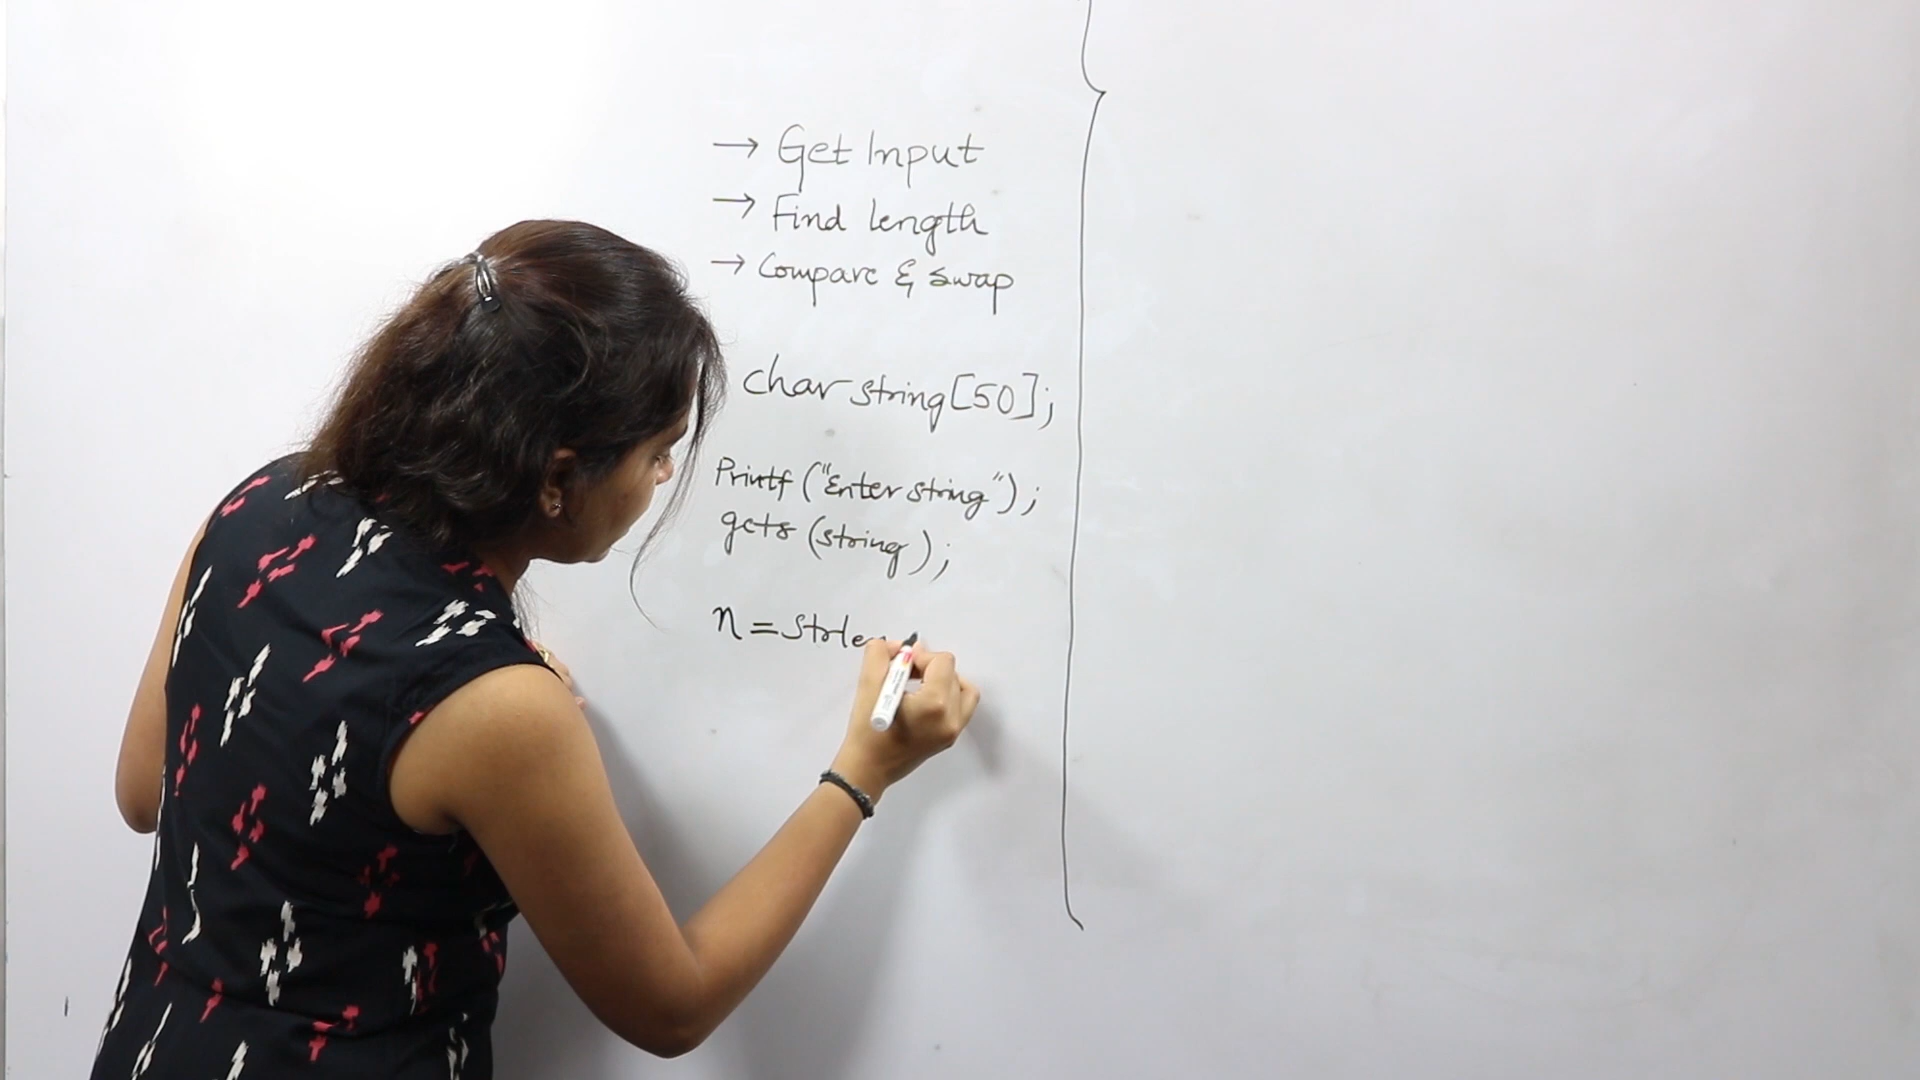 → Get Input
→ Find length
→ Compare & swap
char string[50];
Printf ("Enter string");
gets (string);
n = Strlen